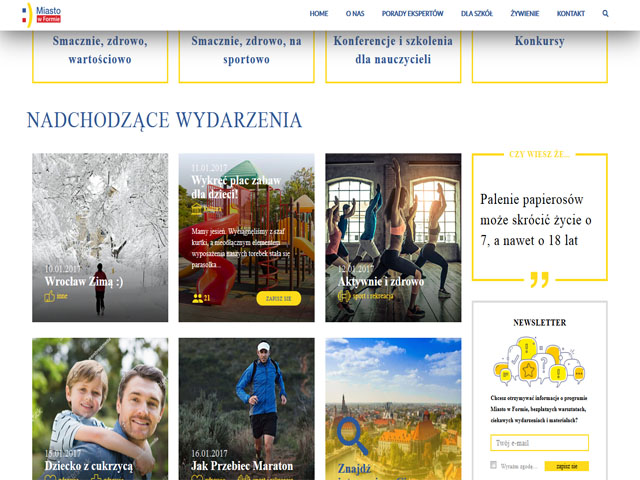 Miasto
w Formie
HOME
O NAS
PORADY EKSPERTÓW
DLA SZKÓŁ
ŻYWIENIE
KONTAKT
Smacznie, zdrowo,
wartościowo
Smacznie, zdrowo, na
sportowo
Konferencje i szkolenia
dla nauczycieli
Konkursy
NADCHODZĄCE WYDARZENIA
10.01.2017
Wrocław Zimą :)
inne
11.01.2017
Wykręć plac zabaw
dla dzieci!
Mamy jesień. Wyciągnęliśmy z szaf
kurtki, a nieodłącznym elementem
wyposażenia naszych torebek stała się
parasolka...
21
ZAPISZ SIĘ
12.01.2017
Aktywnie i zdrowo
sport i rekreacja
CZY WIESZ ŻE...
Palenie papierosów
może skrócić życie o
7, a nawet o 18 lat
NEWSLETTER
Chcesz otrzymywać informacje o programie
Miasto w Formie, bezpłatnych warsztatach,
ciekawych wydarzeniach i materiałach?
Twój e-mail
Wyrażam zgodę...
zapisz się
15.01.2017
Dziecko z cukrzycą
16.01.2017
Jak Przebiec Maraton
Znajdź